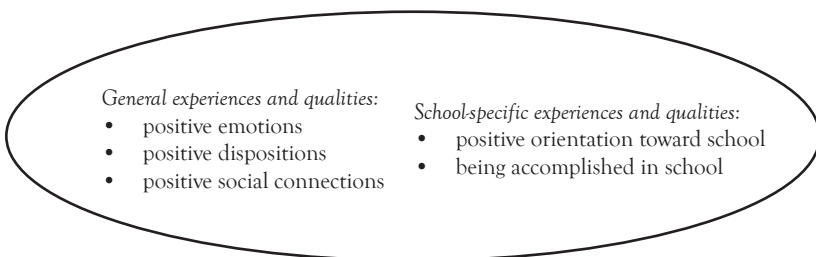 General experiences and qualities:
• positive emotions
• positive dispositions
• positive social connections
School-specific experiences and qualities:
• positive orientation toward school
• being accomplished in school